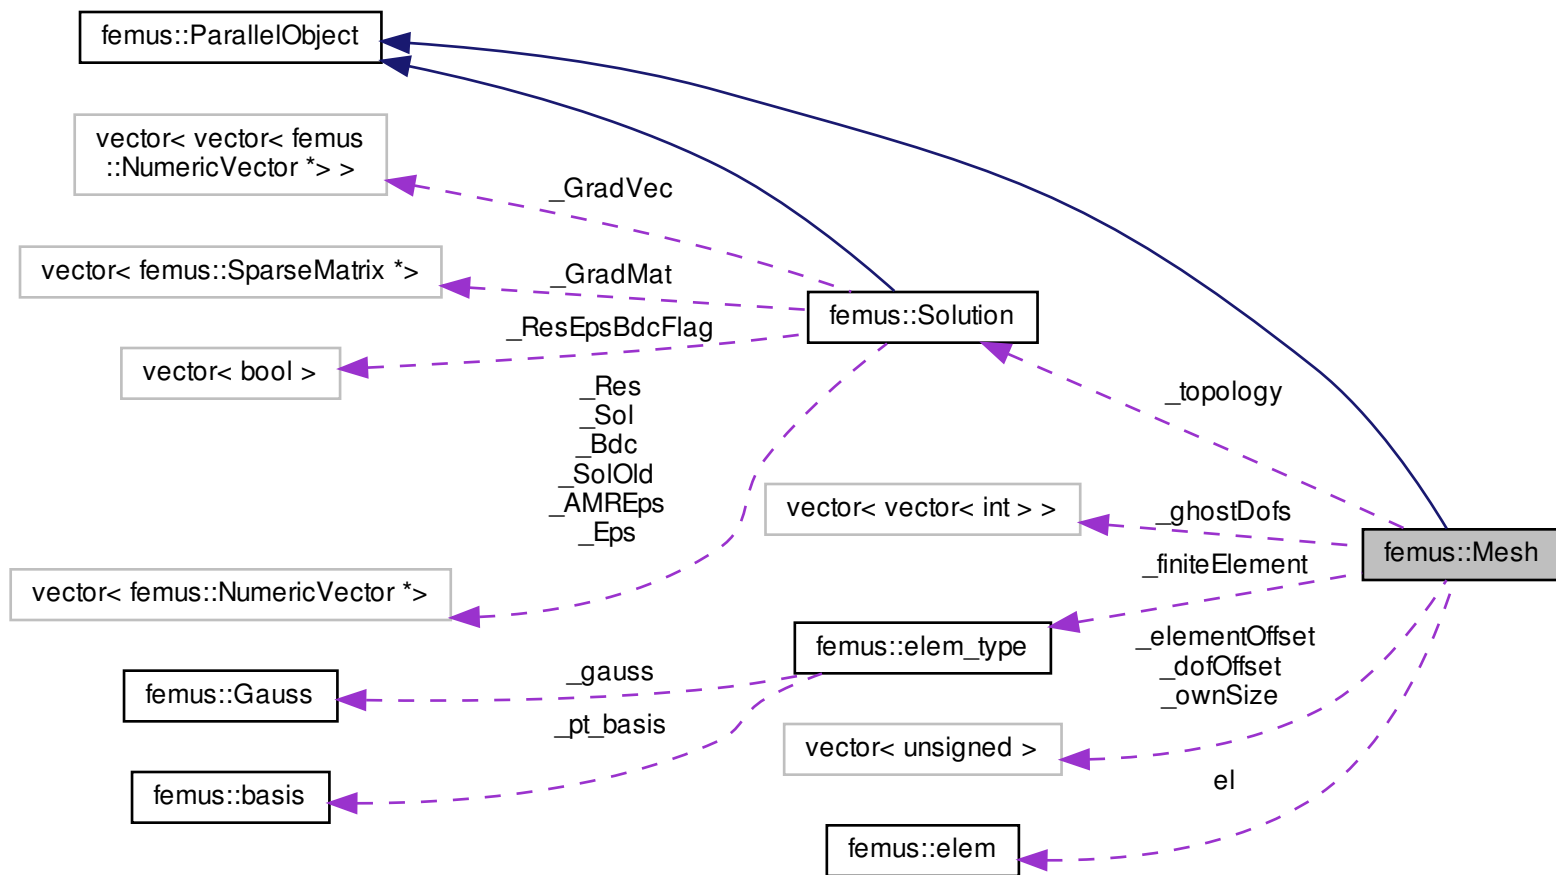 femus::ParallelObject
vector< vector< femus
::NumericVector *> >
_GradVec
vector< femus::SparseMatrix *>
_GradMat
femus::Solution
_ResEpsBdcFlag
vector< bool >
_Res
_Sol
_Bdc
_SolOld
_AMREps
_Eps
_topology
vector< vector< int > >
_ghostDofs
femus::Mesh
_finiteElement
vector< femus::NumericVector *>
femus::elem_type
_elementOffset
_dofOffset
_ownSize
_gauss
femus::Gauss
_pt_basis
vector< unsigned >
femus::basis
el
femus::elem